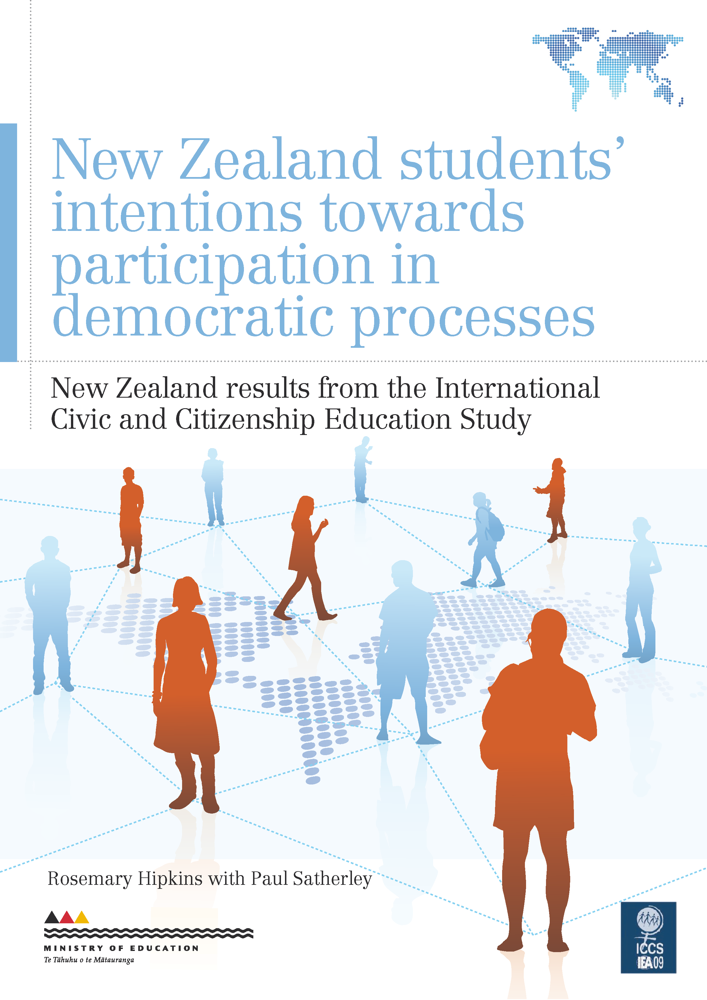 New Zealand students’
intentions towards
participation in
democratic processes
New Zealand results from the International
Civic and Citizenship Education Study
Rosemary Hipkins with Paul Satherley
MINISTRY OF EDUCATION
Te Tāhuhu o te Mātauranga
ICCS
IEA09